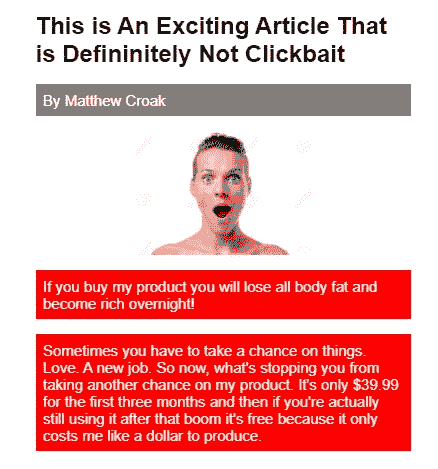 This is An Exciting Article That
is Defininitely Not Clickbait
By Matthew Croak
If you buy my product you will lose all body fat and
become rich overnight!
Sometimes you have to take a chance on things.
Love. A new job. So now, what's stopping you from
taking another chance on my product. It's only $39.99
for the first three months and then if you're actually
still using it after that boom it's free because it only
costs me like a dollar to produce.